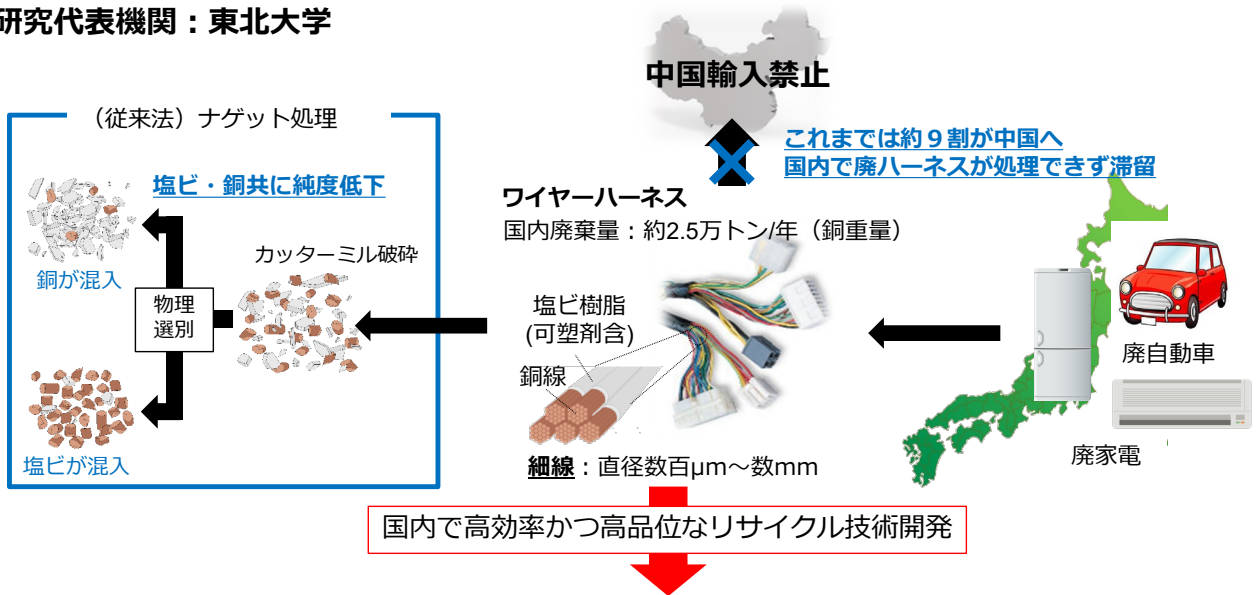 研究代表機関：東北大学
中国輸入禁止
これまでは約９割が中国へ
国内で廃ハーネスが処理できず滞留
（従来法）ナゲット処理
塩ビ・銅共に純度低下
銅が混入
カッターミル破砕
物理
選別
塩ビが混入
ワイヤーハーネス
国内廃棄量：約2.5万トン/年（銅重量）
塩ビ樹脂
(可塑剤含)
銅線
細線：直径数百μm～数mm
廃自動車
廃家電
国内で高効率かつ高品位なリサイクル技術開発